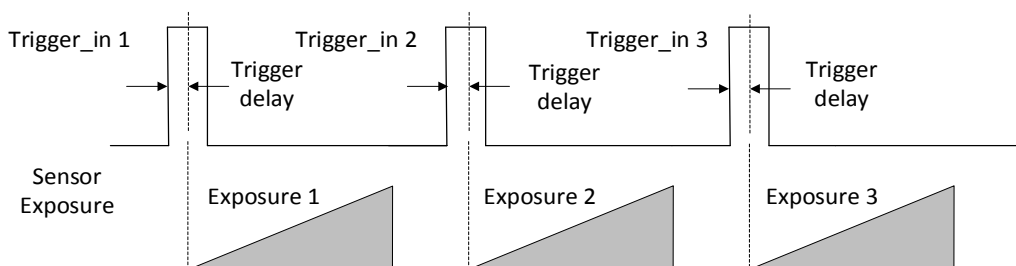 Trigger_in 1
Trigger
delay
Trigger_in 2
Trigger
delay
Trigger_in 3
Trigger
delay
Sensor
Exposure
Exposure 1
Exposure 2
Exposure 3